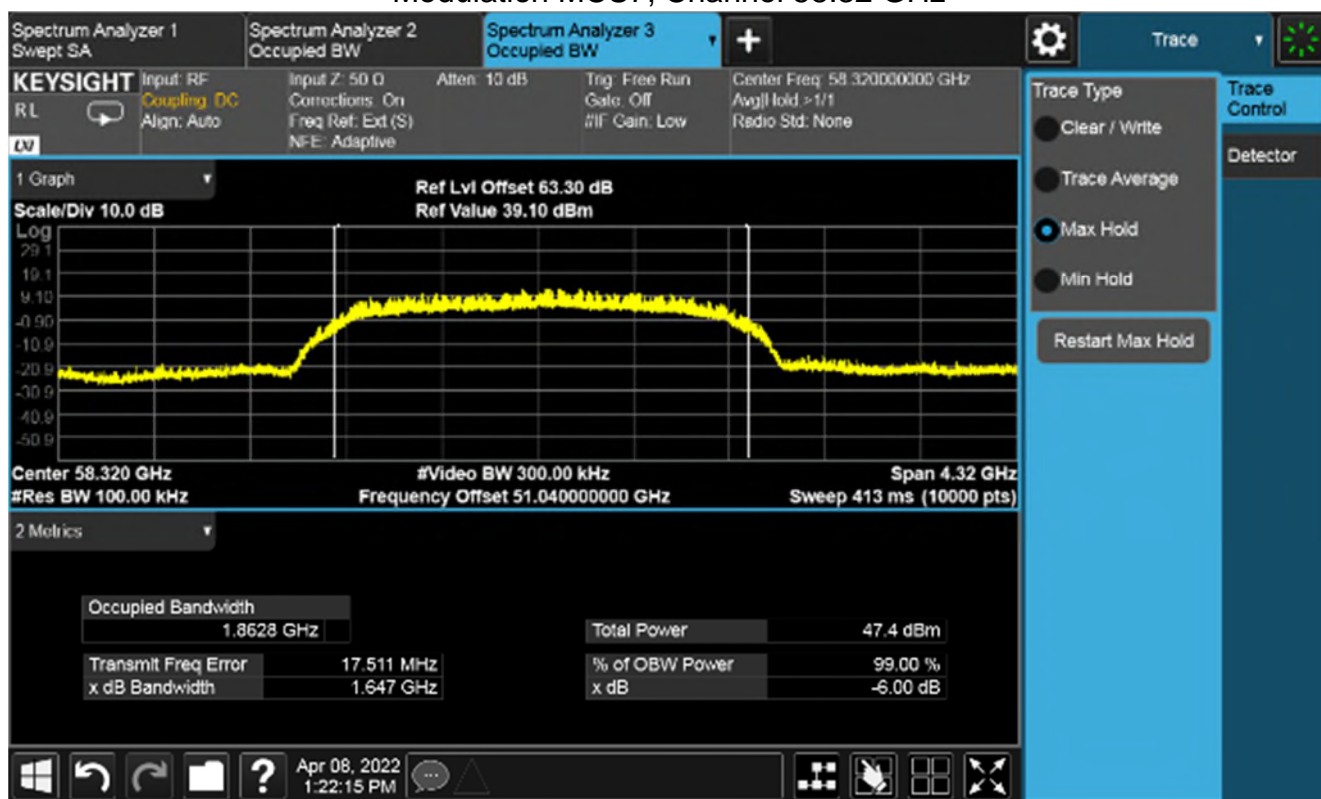 Spectrum Analyzer 1
Swept SA
Spectrum Analyzer 2
Occupied BW
Spectrum Analyzer 3
Occupied BW
Trace
KEYSIGHT
RL
LXI
Input: RF
Coupling: DC
Align: Auto
Input Z: 50 Ω
Corrections: On
Freq Ref: Ext (S)
NFE: Adaptive
Atten: 10 dB
Trig: Free Run
Gate: Off
#IF Gain: Low
Center Freq: 58.320000000 GHz
Avg|Hold:>1/1
Radio Std: None
Trace Type
Clear / Write
Trace Average
Max Hold
Min Hold
Restart Max Hold
Trace
Control
Detector
1 Graph
Scale/Div 10.0 dB
Ref Lvl Offset 63.30 dB
Ref Value 39.10 dBm
Log
29.1
19.1
9.10
-0.90
-10.9
-20.9
-30.9
-40.9
-50.9
Center 58.320 GHz
#Res BW 100.00 kHz
#Video BW 300.00 kHz
Frequency Offset 51.040000000 GHz
Span 4.32 GHz
Sweep 413 ms (10000 pts)
2 Metrics
Occupied Bandwidth
1.8628 GHz
Transmit Freq Error 17.511 MHz
x dB Bandwidth 1.647 GHz
Total Power 47.4 dBm
% of OBW Power 99.00 %
x dB -6.00 dB
Apr 08, 2022
1:22:15 PM